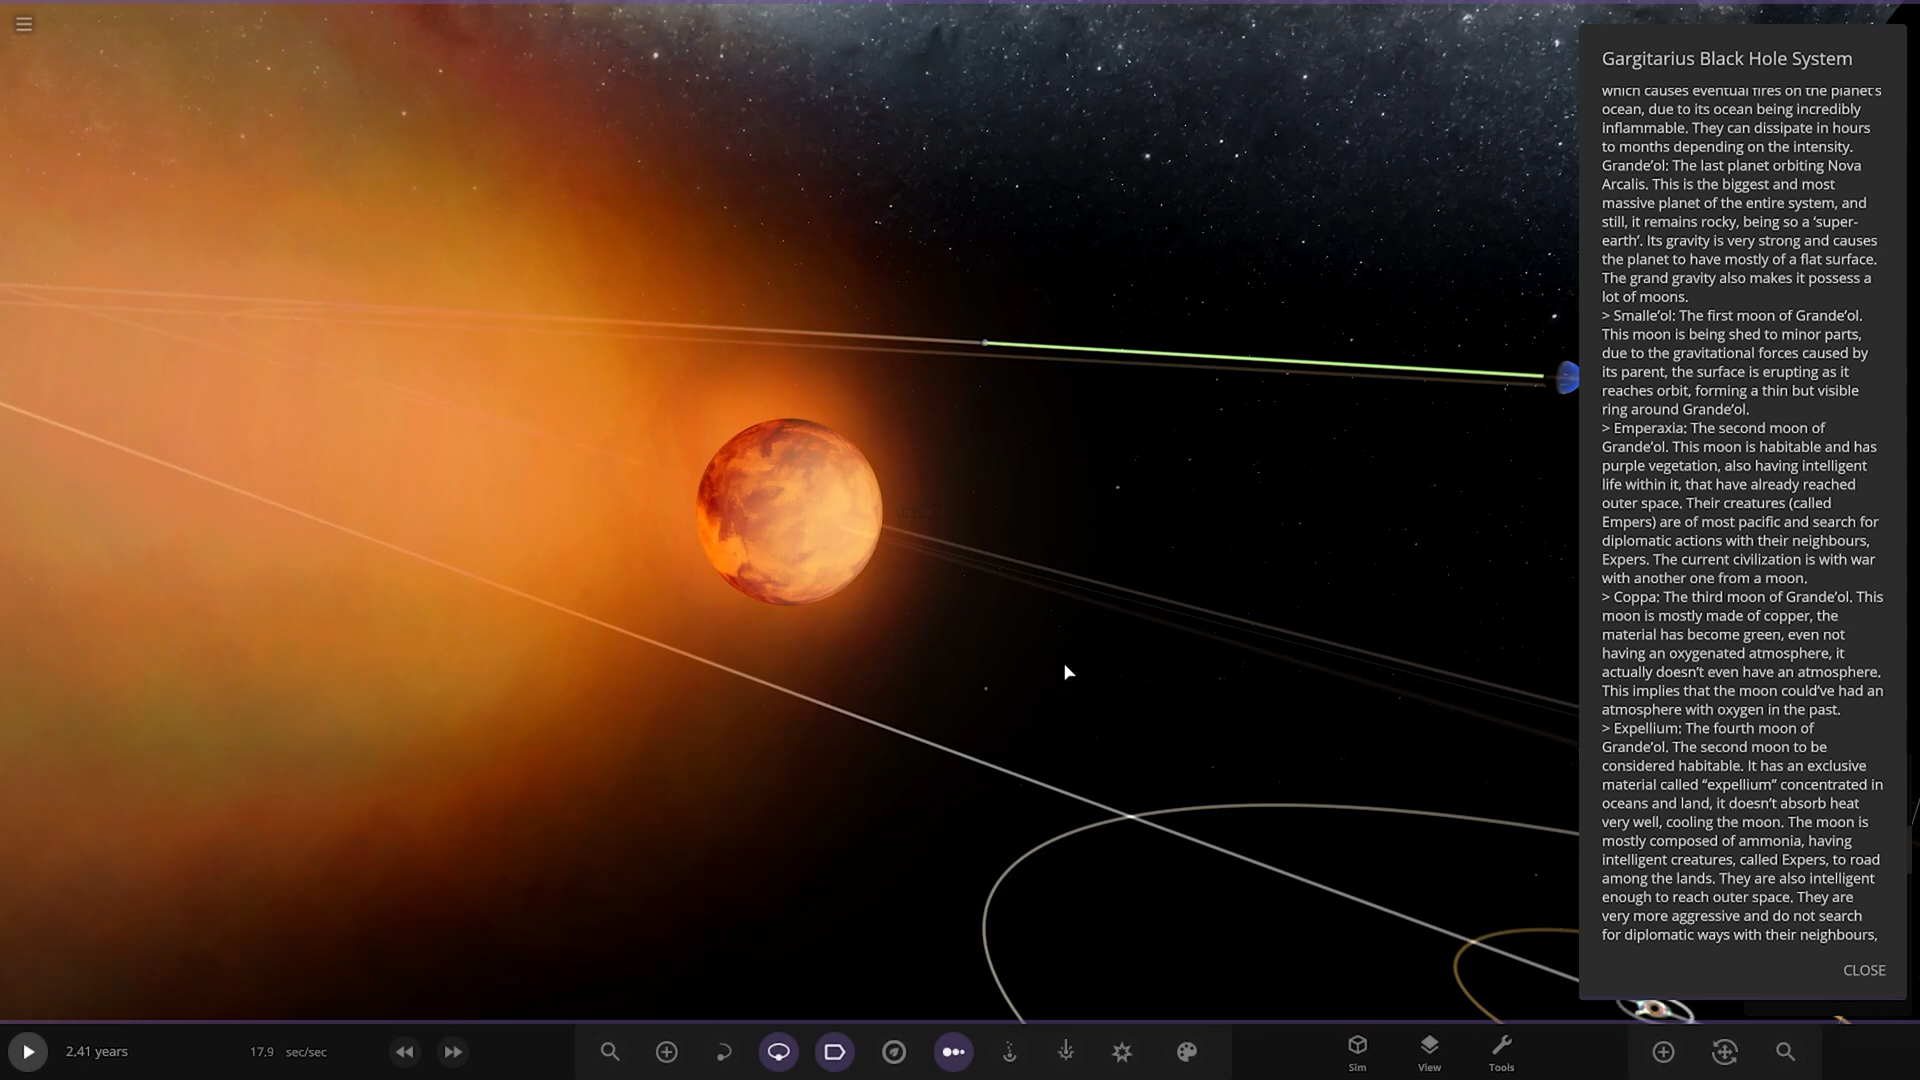 Gargitarius Black Hole System
which causes eventual fires on the planet's
ocean, due to its ocean being incredibly
inflammable. They can dissipate in hours
to months depending on the intensity.
Grande'ol: The last planet orbiting Nova
Arcalis. This is the biggest and most
massive planet of the entire system, and
still, it remains rocky, being so a ‘super-
earth’. Its gravity is very strong and causes
the planet to have mostly of a flat surface.
The grand gravity also makes it possess a
lot of moons.
> Smalle’ol: The first moon of Grande’ol.
This moon is being shed to minor parts,
due to the gravitational forces caused by
its parent, the surface is erupting as it
reaches orbit, forming a thin but visible
ring around Grande’ol.
> Emperaxia: The second moon of
Grande’ol. This moon is habitable and has
purple vegetation, also having intelligent
life within it, that have already reached
outer space. Their creatures (called
Empers) are of most pacific and search for
diplomatic actions with their neighbours,
Expers. The current civilization is with war
with another one from a moon.
> Coppa: The third moon of Grande’ol. This
moon is mostly made of copper, the
material has become green, even not
having an oxygenated atmosphere, it
actually doesn’t even have an atmosphere.
This implies that the moon could’ve had an
atmosphere with oxygen in the past.
> Expellium: The fourth moon of
Grande’ol. The second moon to be
considered habitable. It has an exclusive
material called “expellium” concentrated in
oceans and land, it doesn’t absorb heat
very well, cooling the moon. The moon is
mostly composed of ammonia, having
intelligent creatures, called Expers, to road
among the lands. They are also intelligent
enough to reach outer space. They are
very more aggressive and do not search
for diplomatic ways with their neighbours,
CLOSE
2.41 years
17.9 sec/sec
Sim
View
Tools